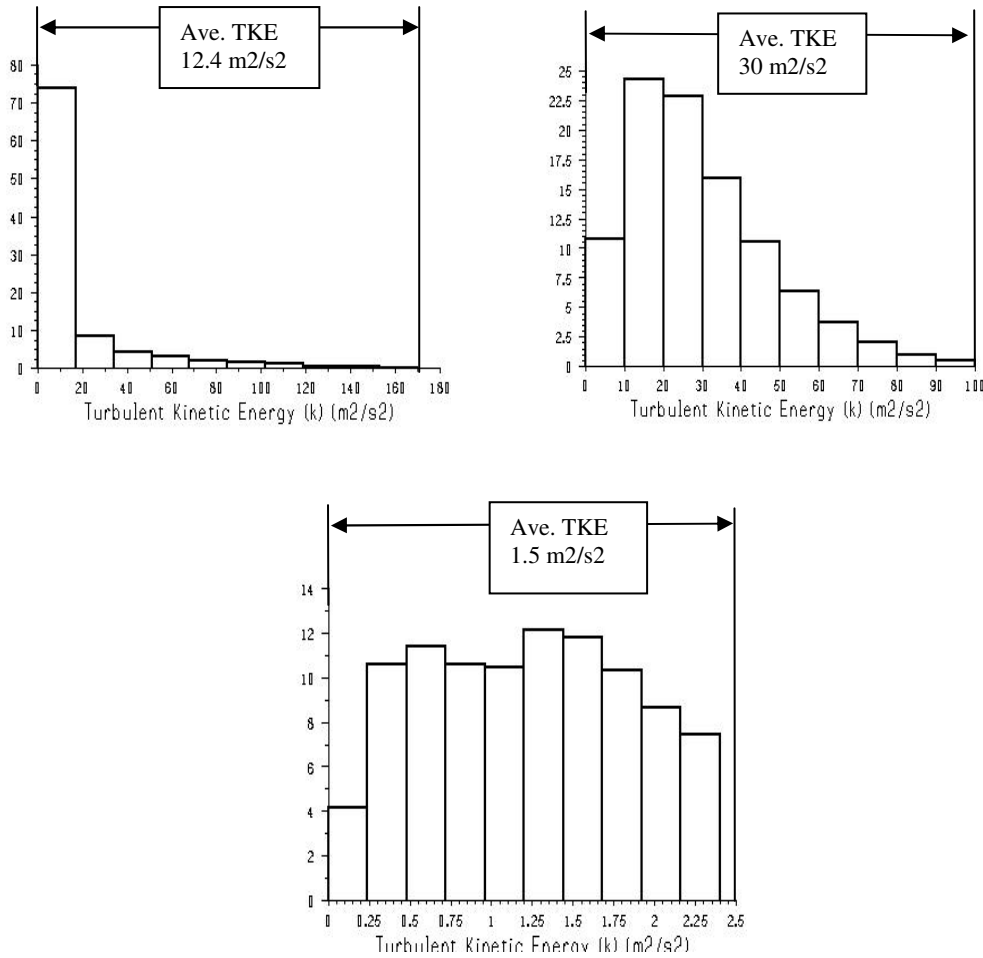 Ave. TKE
12.4 m2/s2
80
70
60
50
40
30
20
10
0
0 20 40 60 80 100 120 140 160 180
Turbulent Kinetic Energy (k) (m2/s2)
Ave. TKE
30 m2/s2
25
22.5
20
17.5
15
12.5
10
7.5
5
2.5
0
0 10 20 30 40 50 60 70 80 90 100
Turbulent Kinetic Energy (k) (m2/s2)
Ave. TKE
1.5 m2/s2
14
12
10
8
6
4
2
0
0 0.25 0.5 0.75 1 1.25 1.5 1.75 2 2.25 2.5
Turbulent Kinetic Energy (k) (m2/s2)